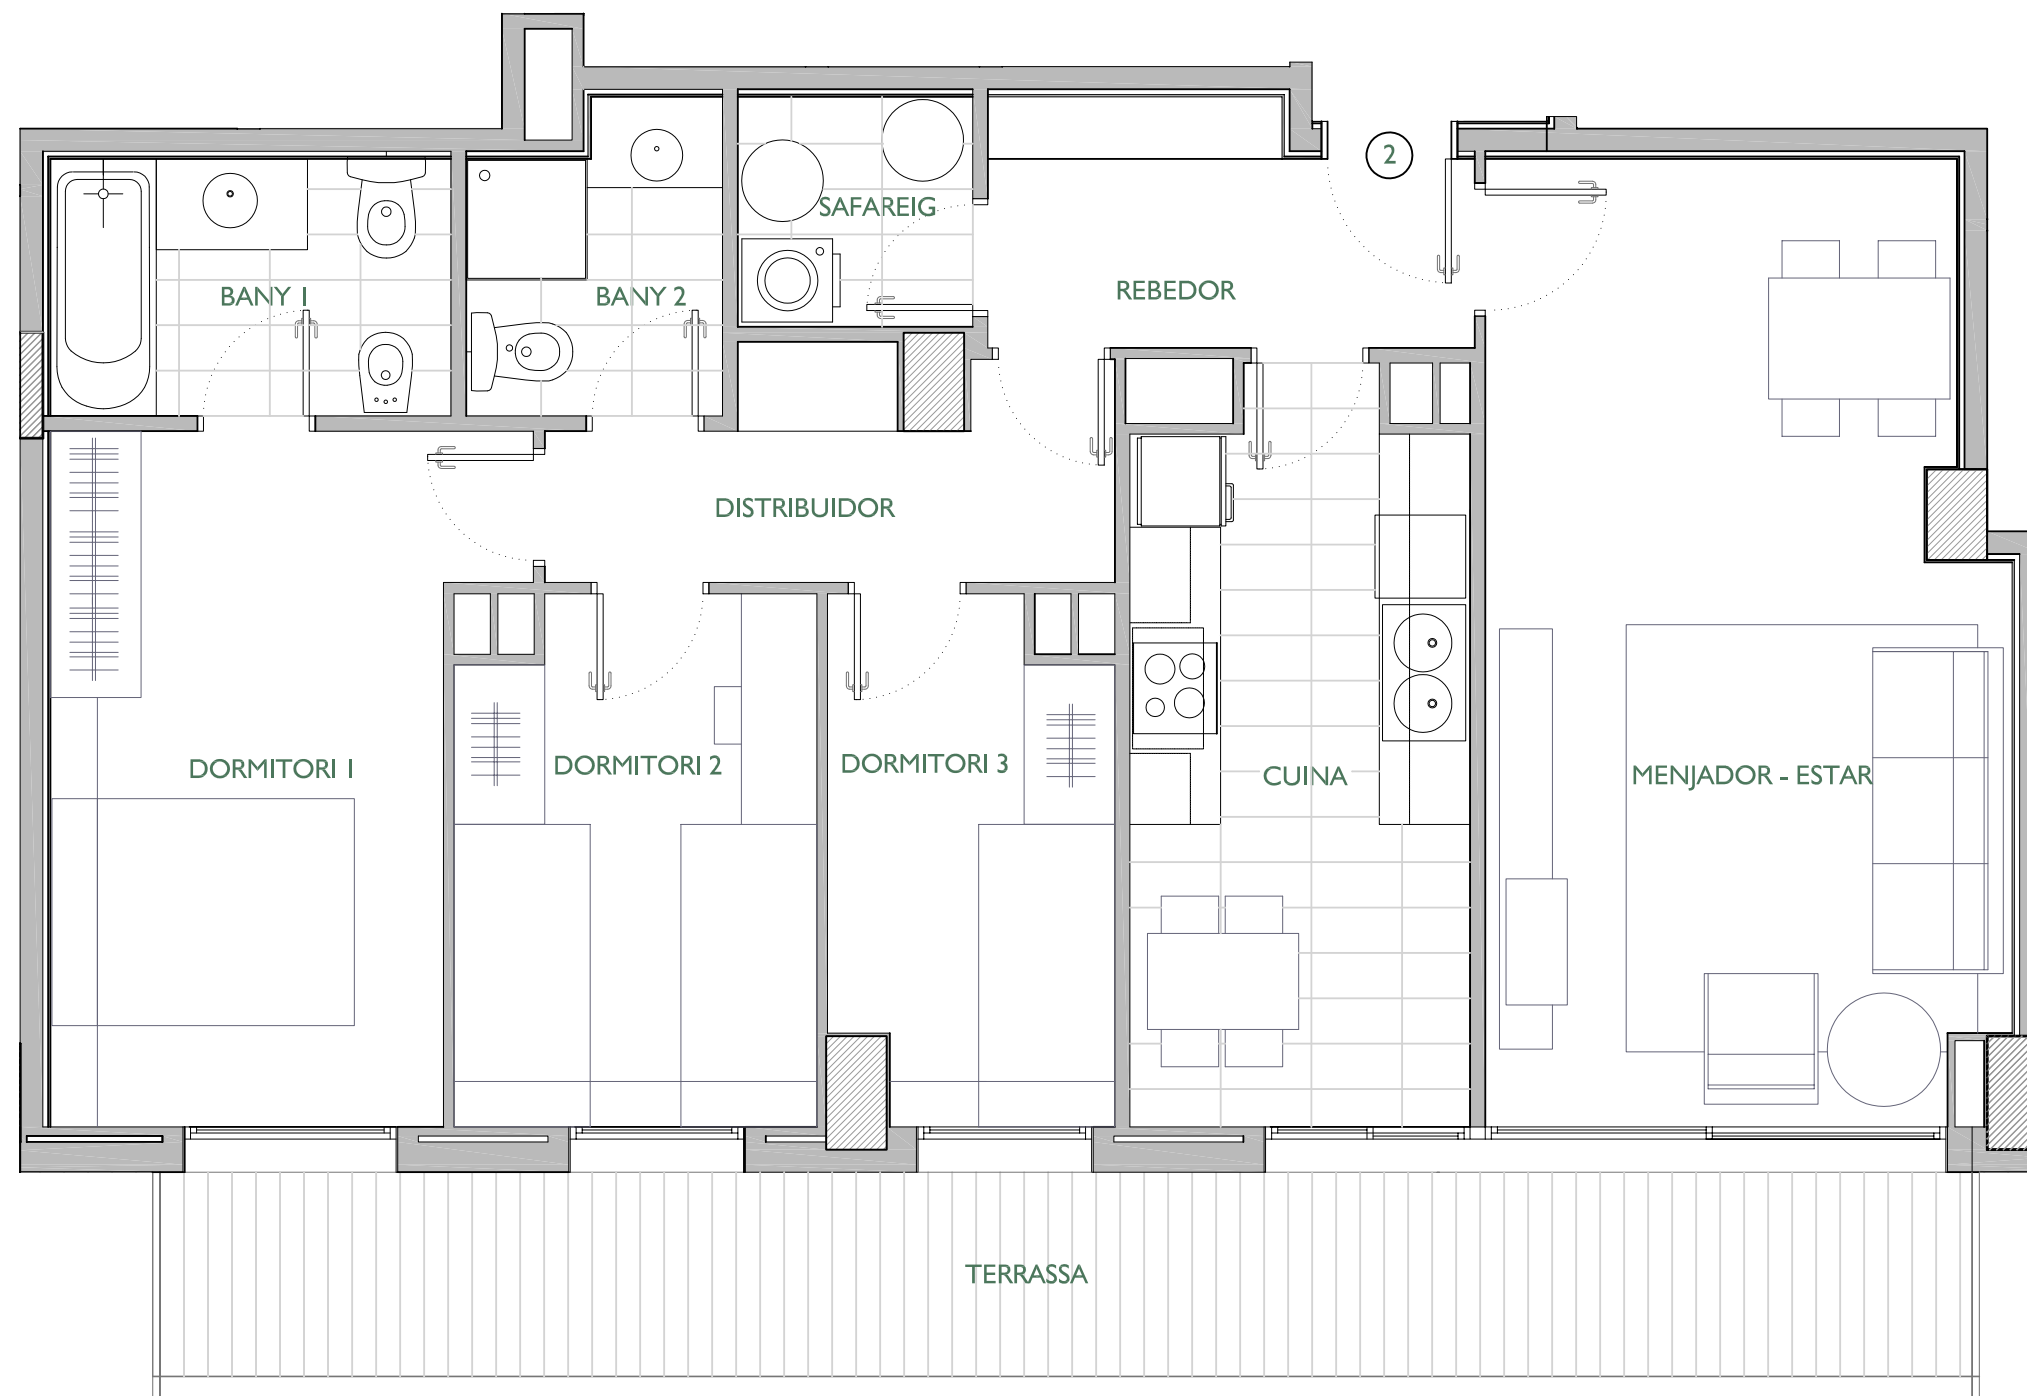 2
SAFAREIG
BANY 1
BANY 2
REBEDOR
DISTRIBUIDOR
DORMITORI 1
DORMITORI 2
DORMITORI 3
CUINA
MENJADOR - ESTAR
TERRASSA